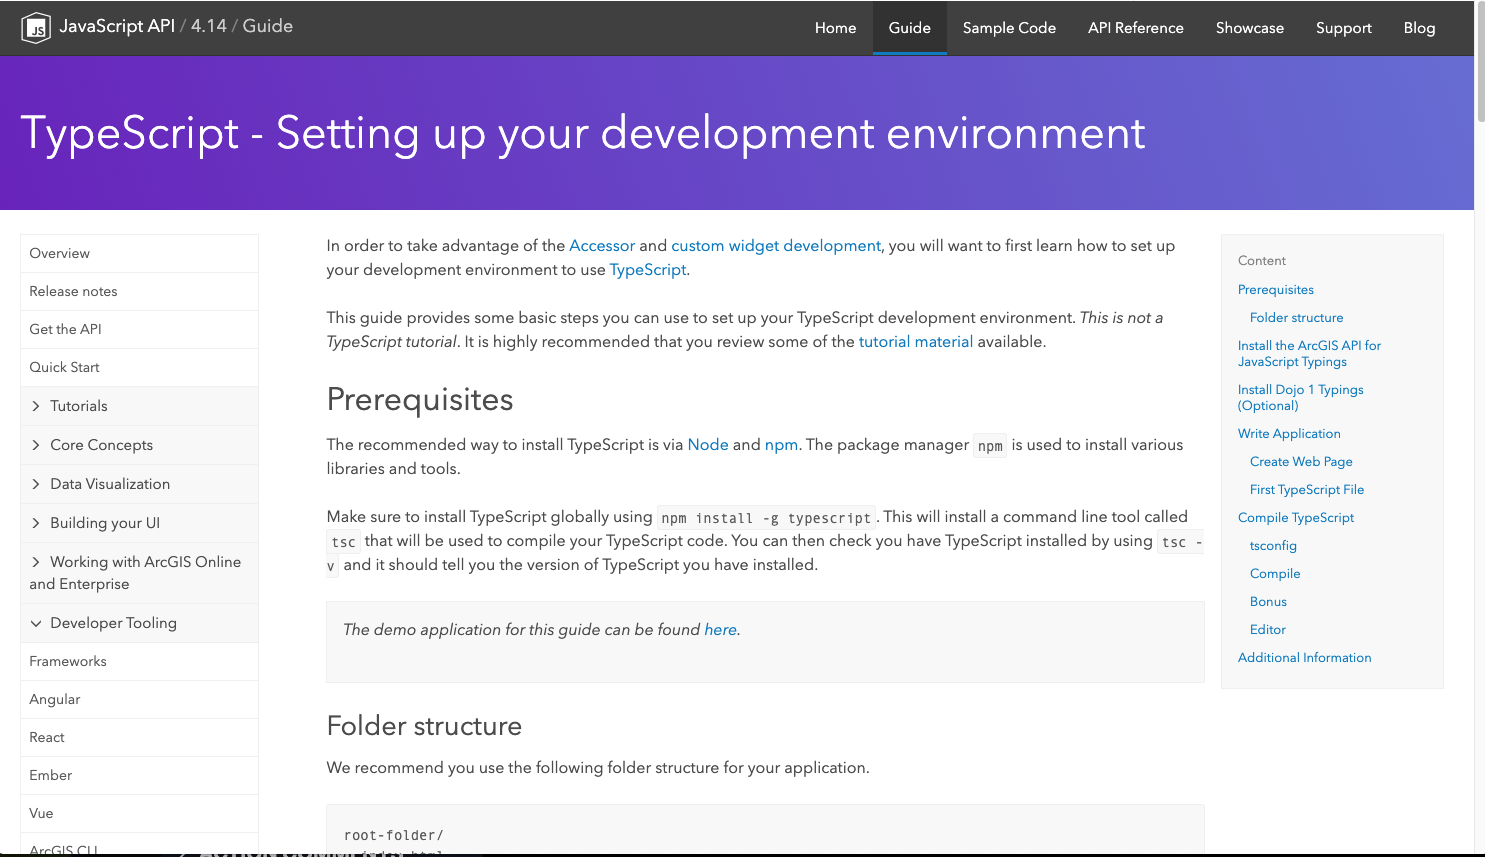 JS JavaScript API / 4.14 / Guide
Home Guide Sample Code API Reference Showcase Support Blog
TypeScript - Setting up your development environment
Overview
Release notes
Get the API
Quick Start
Tutorials
Core Concepts
Data Visualization
Building your UI
Working with ArcGIS Online
and Enterprise
Developer Tooling
Frameworks
Angular
React
Ember
Vue
ArcGIS CLI
In order to take advantage of the Accessor and custom widget development, you will want to first learn how to set up
your development environment to use TypeScript.
This guide provides some basic steps you can use to set up your TypeScript development environment. This is not a
TypeScript tutorial. It is highly recommended that you review some of the tutorial material available.
Prerequisites
The recommended way to install TypeScript is via Node and npm. The package manager npm is used to install various
libraries and tools.
Make sure to install TypeScript globally using npm install -g typescript. This will install a command line tool called
tsc that will be used to compile your TypeScript code. You can then check you have TypeScript installed by using tsc -
v and it should tell you the version of TypeScript you have installed.
The demo application for this guide can be found here.
Folder structure
We recommend you use the following folder structure for your application.
root-folder/
Content
Prerequisites
Folder structure
Install the ArcGIS API for
JavaScript Typings
Install Dojo 1 Typings
(Optional)
Write Application
Create Web Page
First TypeScript File
Compile TypeScript
tsconfig
Compile
Bonus
Editor
Additional Information